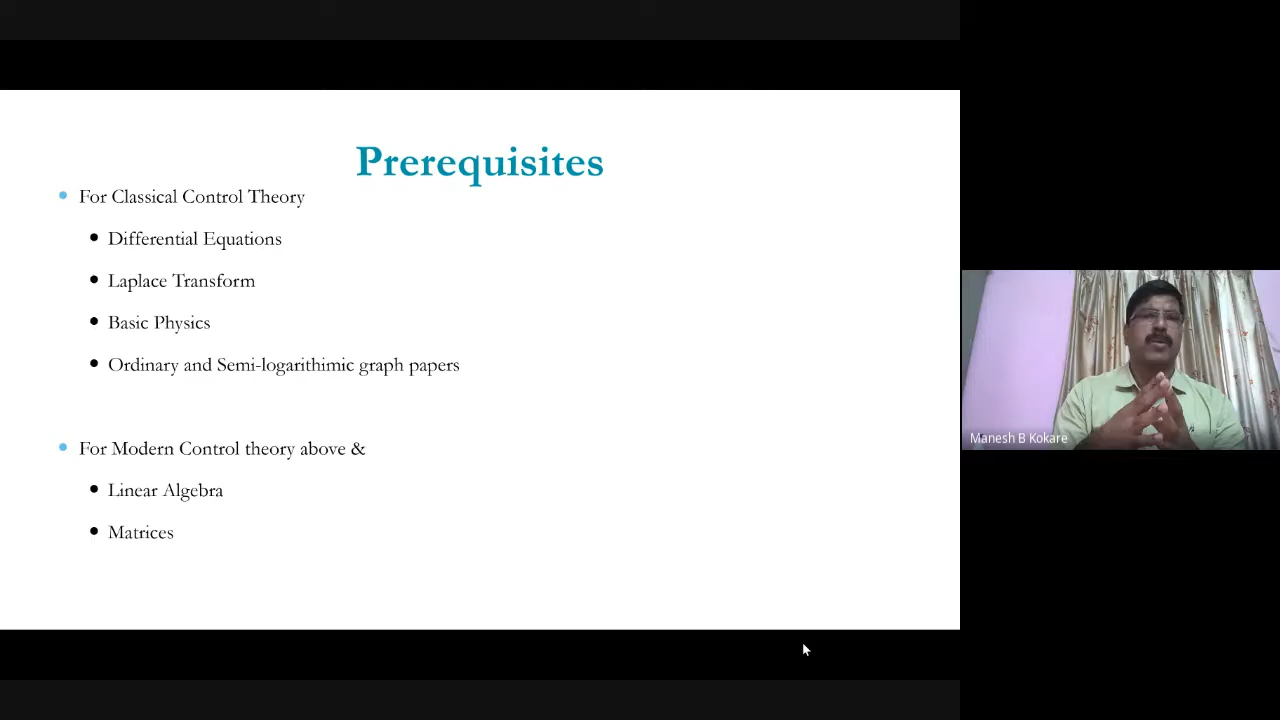 Prerequisites
For Classical Control Theory
Differential Equations
Laplace Transform
Basic Physics
Ordinary and Semi-logarithimic graph papers
For Modern Control theory above &
Linear Algebra
Matrices
Manesh B Kokare